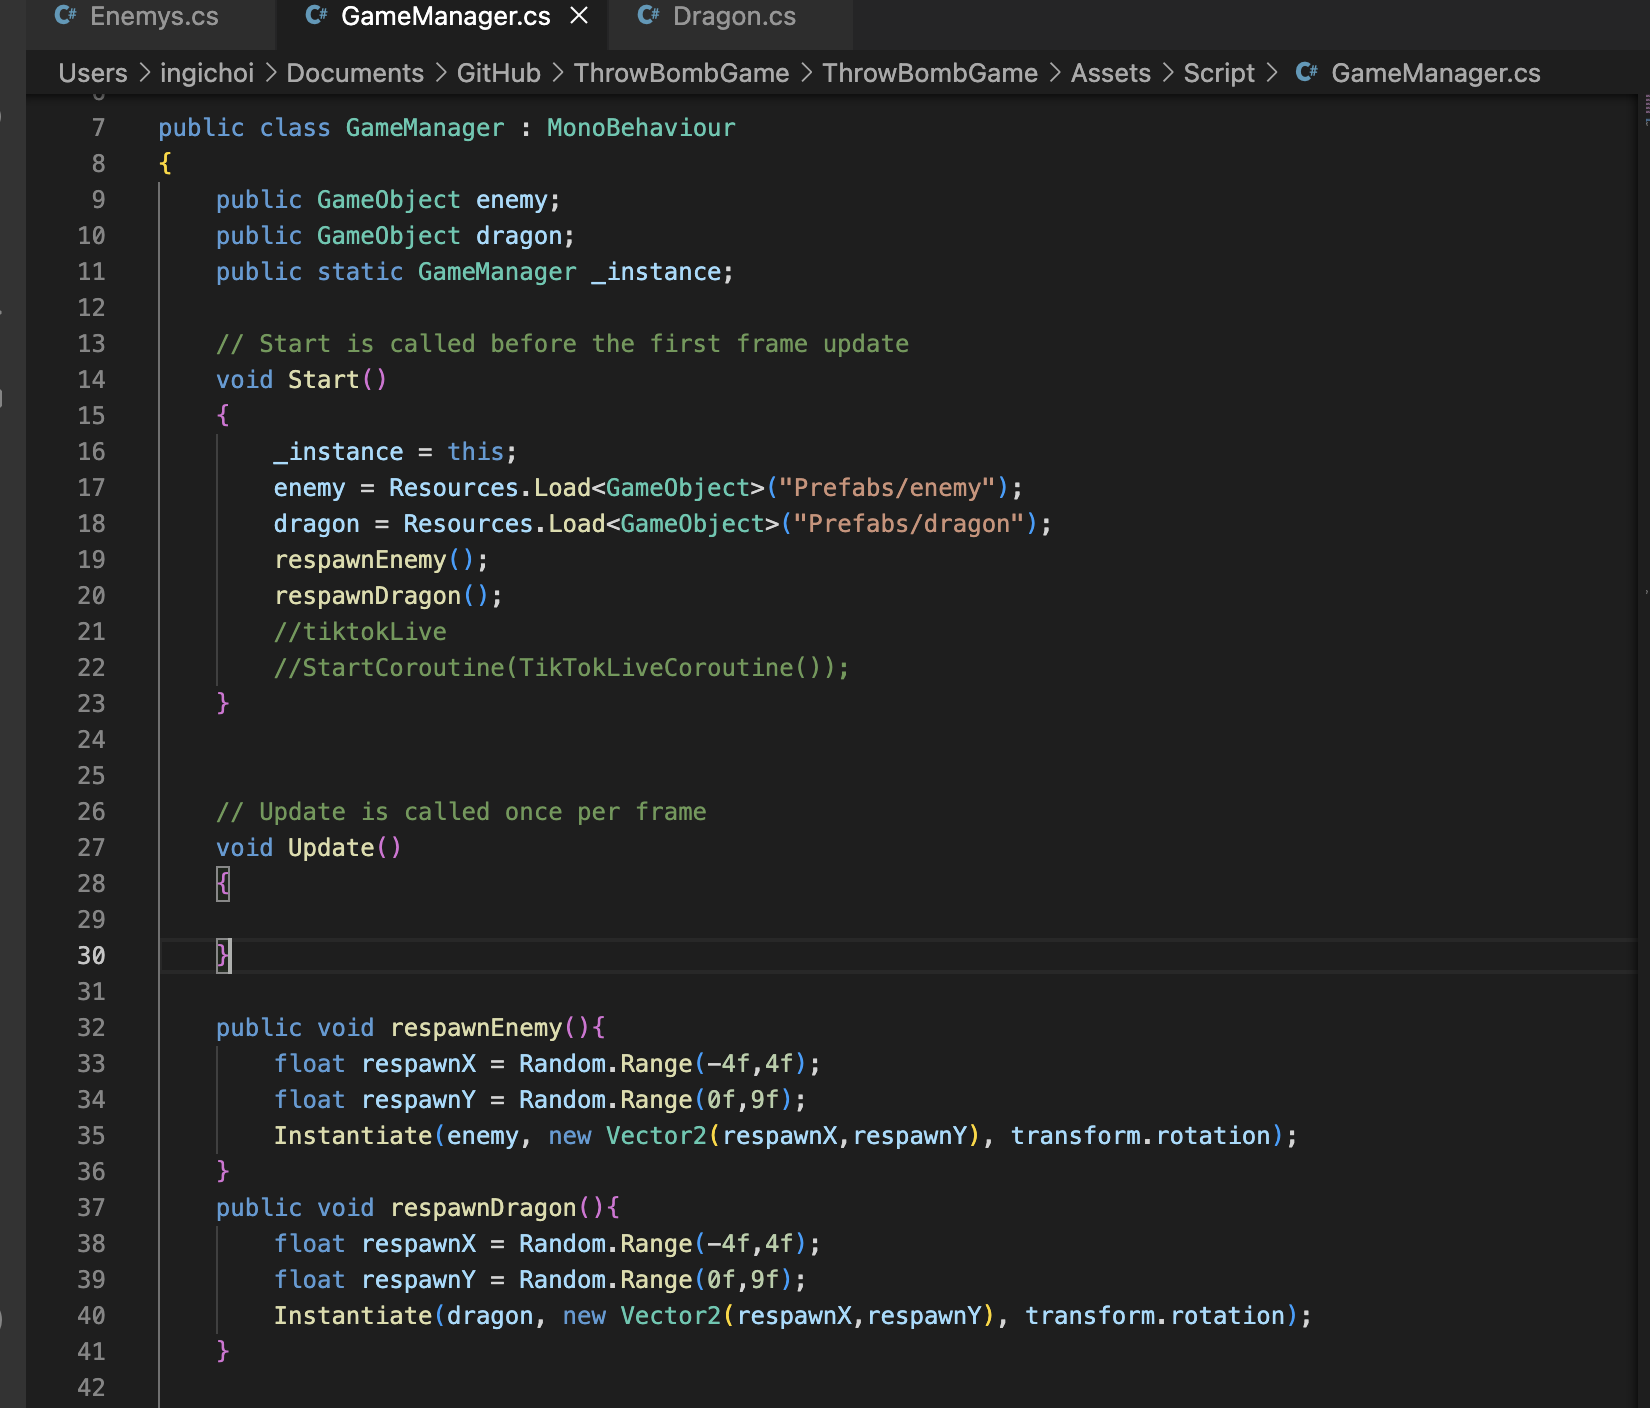 C# Enemys.cs C# GameManager.cs × C# Dragon.cs
Users > ingichoi > Documents > GitHub > ThrowBombGame > ThrowBombGame > Assets > Script > C# GameManager.cs
6
7 public class GameManager : MonoBehaviour
8 {
9 public GameObject enemy;
10 public GameObject dragon;
11 public static GameManager _instance;
12
13 // Start is called before the first frame update
14 void Start()
15 {
16 _instance = this;
17 enemy = Resources.Load<GameObject>("Prefabs/enemy");
18 dragon = Resources.Load<GameObject>("Prefabs/dragon");
19 respawnEnemy();
20 respawnDragon();
21 //tiktokLive
22 //StartCoroutine(TikTokLiveCoroutine());
23 }
24
25
26 // Update is called once per frame
27 void Update()
28 {
29
30 }
31
32 public void respawnEnemy(){
33 float respawnX = Random.Range(-4f,4f);
34 float respawnY = Random.Range(0f,9f);
35 Instantiate(enemy, new Vector2(respawnX,respawnY), transform.rotation);
36 }
37 public void respawnDragon(){
38 float respawnX = Random.Range(-4f,4f);
39 float respawnY = Random.Range(0f,9f);
40 Instantiate(dragon, new Vector2(respawnX,respawnY), transform.rotation);
41 }
42